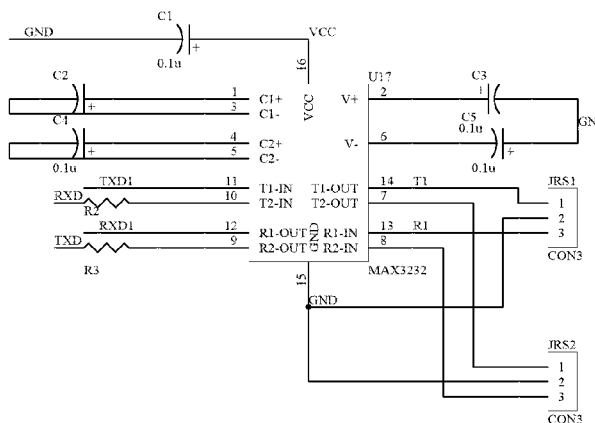 C1
GND
VCC
+
0.1u
16
C2
U17
C3
1
C1+
V+
2
+
3
C1-
+
VCC
C5
C4
0.1u
GN
4
C2+
V-
6
5
C2-
+
0.1u
+
0.1u
TXD1
11
T1-IN
T1-OUT
14
T1
JRS1
RXD
10
T2-IN
T2-OUT
7
1
R2
2
RXD1
12
R1-OUT
GND
R1-IN
13
R1
3
TXD
9
R2-OUT
R2-IN
8
CON3
R3
15
MAX3232
GND
JRS2
1
2
3
CON3